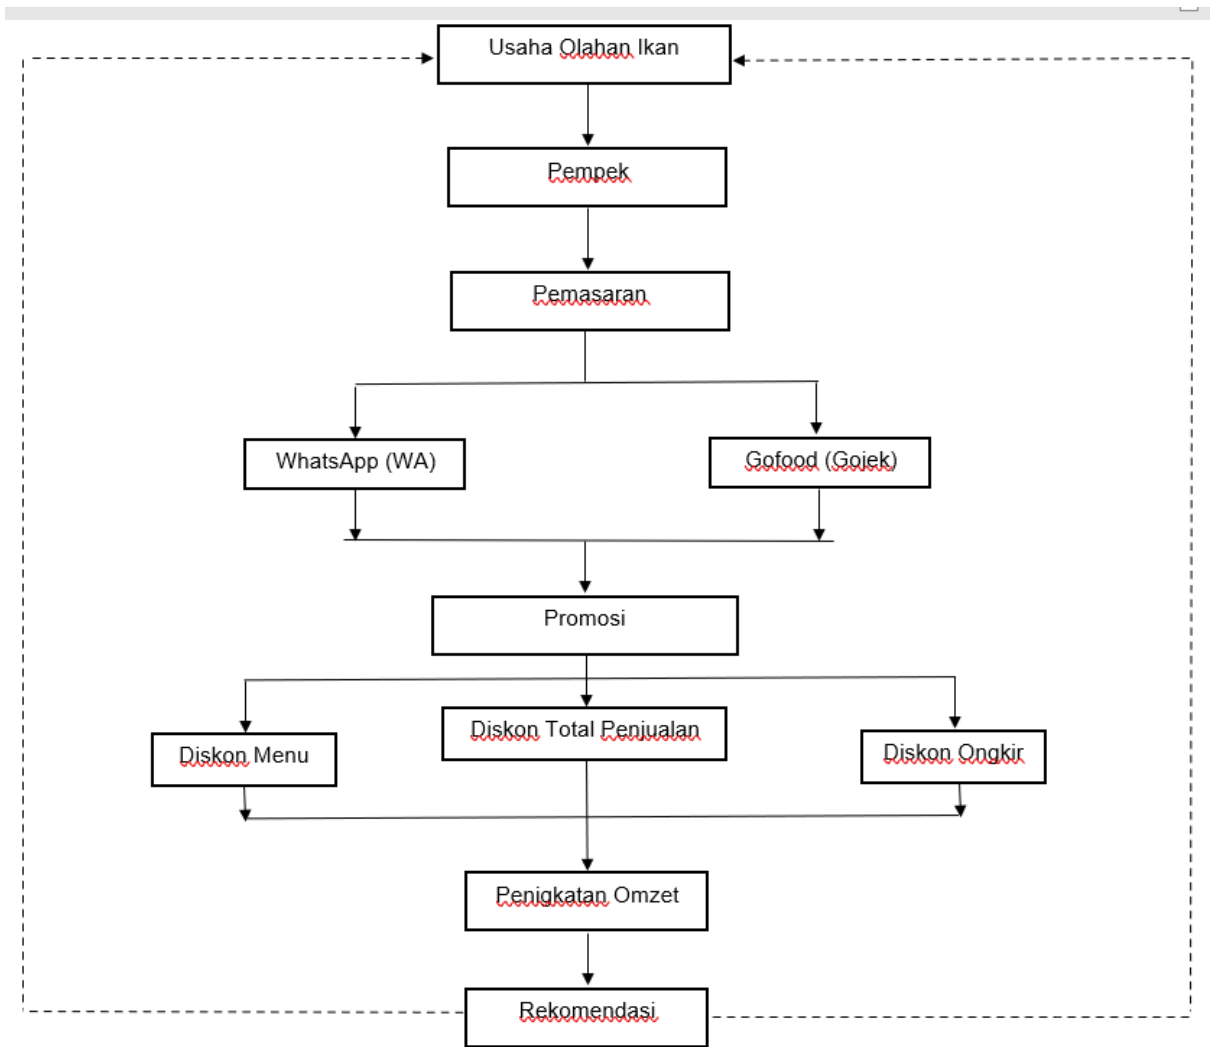 Usaha Olahan Ikan
Pempek
Pemasaran
WhatsApp (WA)
Gofood (Gojek)
Promosi
Diskon Total Penjualan
Diskon Menu
Diskon Ongkir
Penigkatan Omzet
Rekomendasi